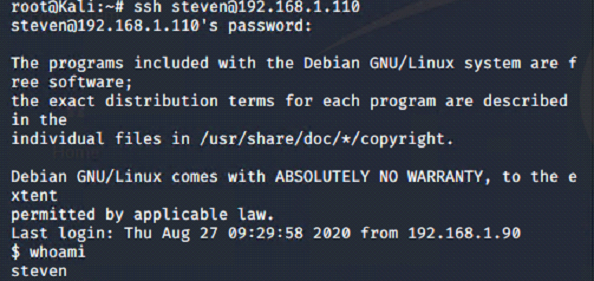 root@Kali:~# ssh steven@192.168.1.110
steven@192.168.1.110's password:
The programs included with the Debian GNU/Linux system are f
ree software;
the exact distribution terms for each program are described
in the
individual files in /usr/share/doc/*/copyright.
Debian GNU/Linux comes with ABSOLUTELY NO WARRANTY, to the e
xtent
permitted by applicable law.
Last login: Thu Aug 27 09:29:58 2020 from 192.168.1.90
$ whoami
steven